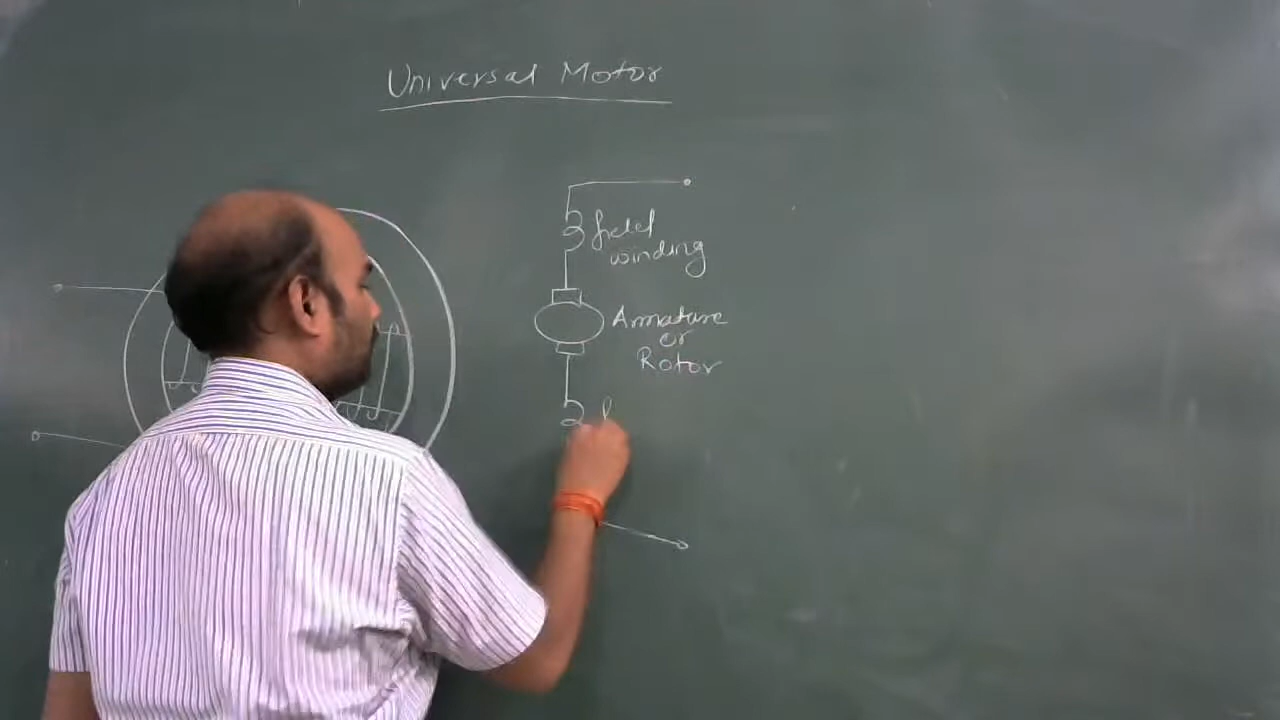 Universal Motor
field
winding
Armature
or
Rotor